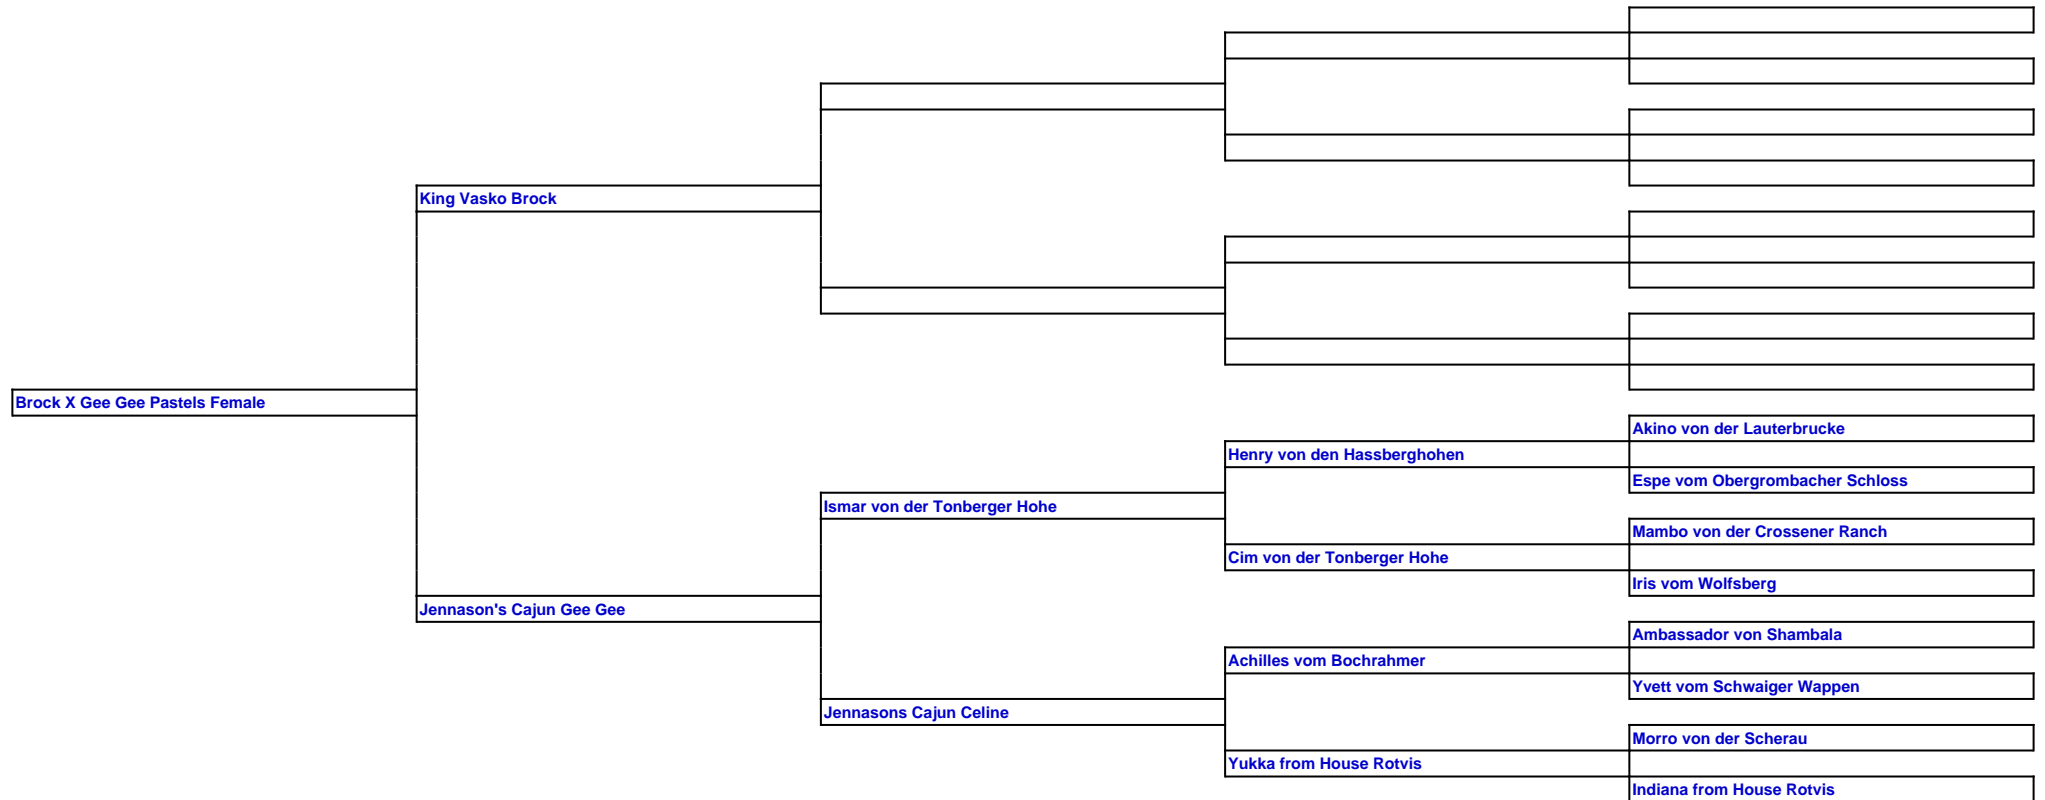 King Vasko Brock
Brock X Gee Gee Pastels Female
Akino von der Lauterbrucke
Henry von den Hassberghohen
Espe vom Obergrombacher Schloss
Ismar von der Tonberger Hohe
Mambo von der Crossener Ranch
Cim von der Tonberger Hohe
Iris vom Wolfsberg
Jennason's Cajun Gee Gee
Ambassador von Shambala
Achilles vom Bochrahmer
Yvett vom Schwaiger Wappen
Jennasons Cajun Celine
Morro von der Scherau
Yukka from House Rotvis
Indiana from House Rotvis